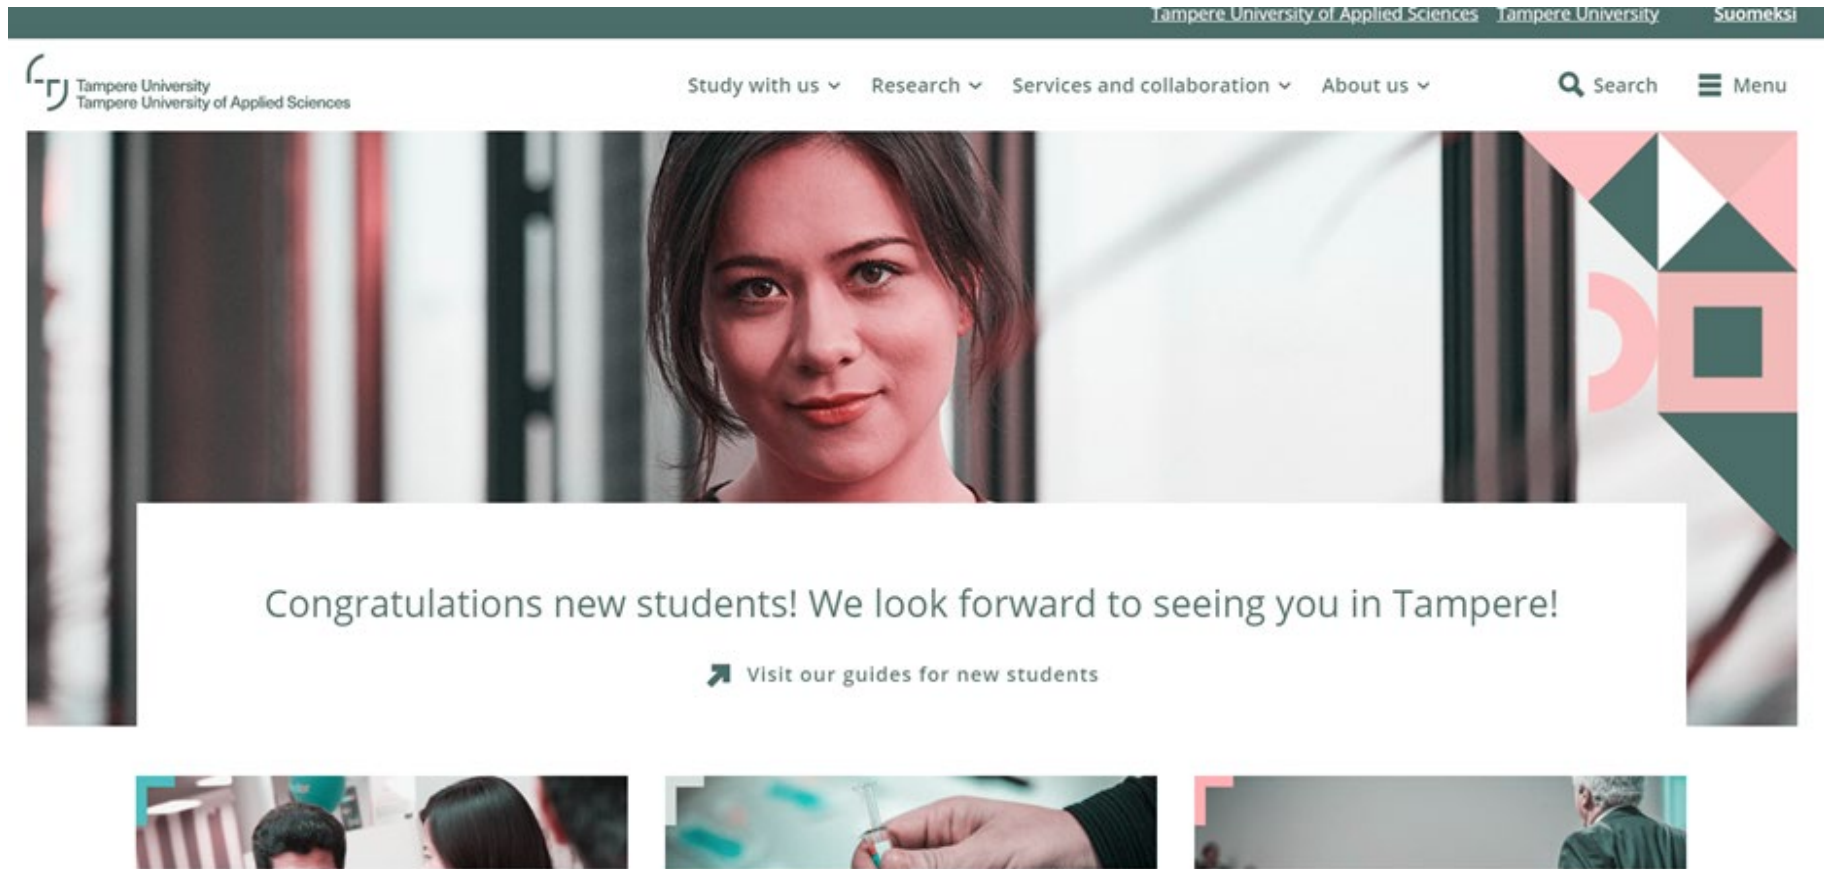 Tampere University of Applied Sciences Tampere University Suomeksi
Tampere University
Tampere University of Applied Sciences
Study with us Research Services and collaboration About us Search Menu
Congratulations new students! We look forward to seeing you in Tampere!
Visit our guides for new students